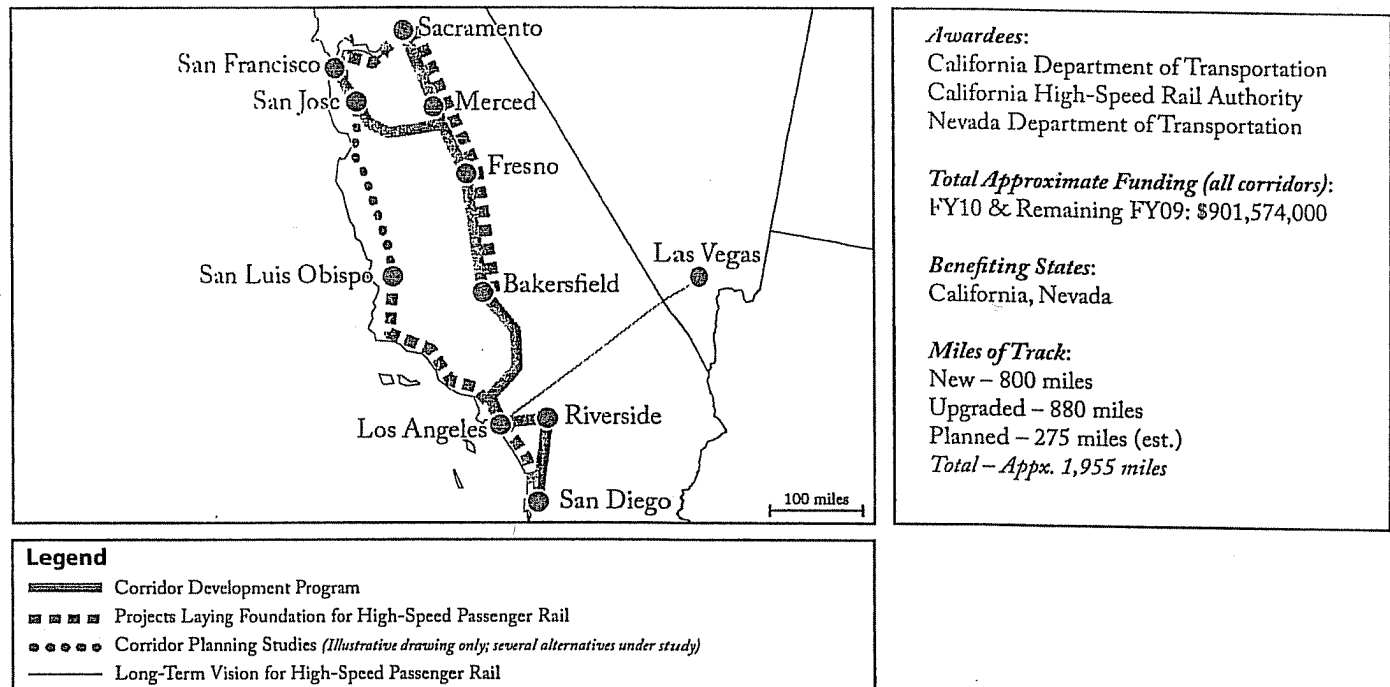 Sacramento
San Francisco
San Jose
Merced
Fresno
Las Vegas
San Luis Obispo
Bakersfield
Los Angeles
Riverside
San Diego
100 miles
Awardees:
California Department of Transportation
California High-Speed Rail Authority
Nevada Department of Transportation
Total Approximate Funding (all corridors):
FY10 & Remaining FY09: $901,574,000
Benefiting States:
California, Nevada
Miles of Track:
New – 800 miles
Upgraded – 880 miles
Planned – 275 miles (est.)
Total – Appx. 1,955 miles
Legend
Corridor Development Program
Projects Laying Foundation for High-Speed Passenger Rail
Corridor Planning Studies (Illustrative drawing only; several alternatives under study)
Long-Term Vision for High-Speed Passenger Rail